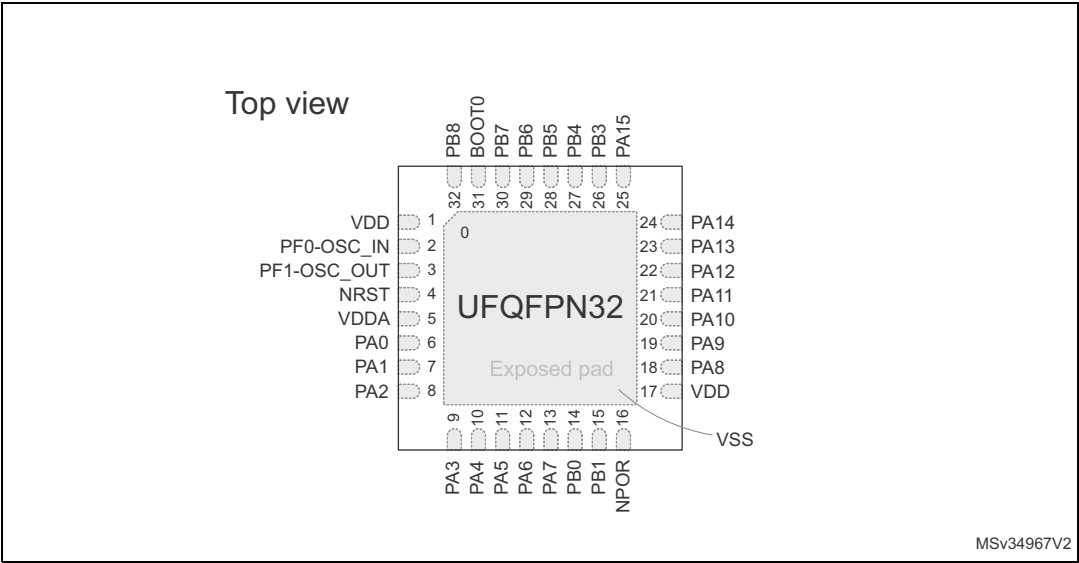 Top view
PB8
BOOT0
PB7
PB6
PB5
PB4
PB3
PA15
32
31
30
29
28
27
26
25
VDD 1
PF0-OSC_IN 2
PF1-OSC_OUT 3
NRST 4
VDDA 5
PA0 6
PA1 7
PA2 8
0
UFQFPN32
Exposed pad
24 PA14
23 PA13
22 PA12
21 PA11
20 PA10
19 PA9
18 PA8
17 VDD
VSS
9
10
11
12
13
14
15
16
PA3
PA4
PA5
PA6
PA7
PB0
PB1
NPOR
MSv34967V2